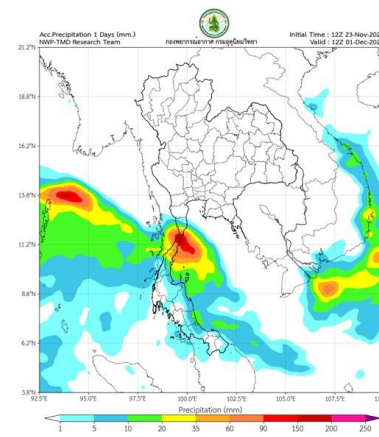 Acc.Precipitation 1 Days (mm.)
NWP-TMD Research Team
กองพยากรณ์อากาศ กรมอุตุนิยมวิทยา
Initial Time : 12Z 23-Nov-202
Valid : 12Z 01-Dec-202
21.2°N
18.8°N
16.2°N
13.8°N
11.2°N
8.8°N
6.2°N
3.8°N
92.5°E 95.0°E 97.5°E 100.0°E 102.5°E 105.0°E 107.5°E
Precipitation (mm)
1 5 10 20 35 60 90 150 200 250